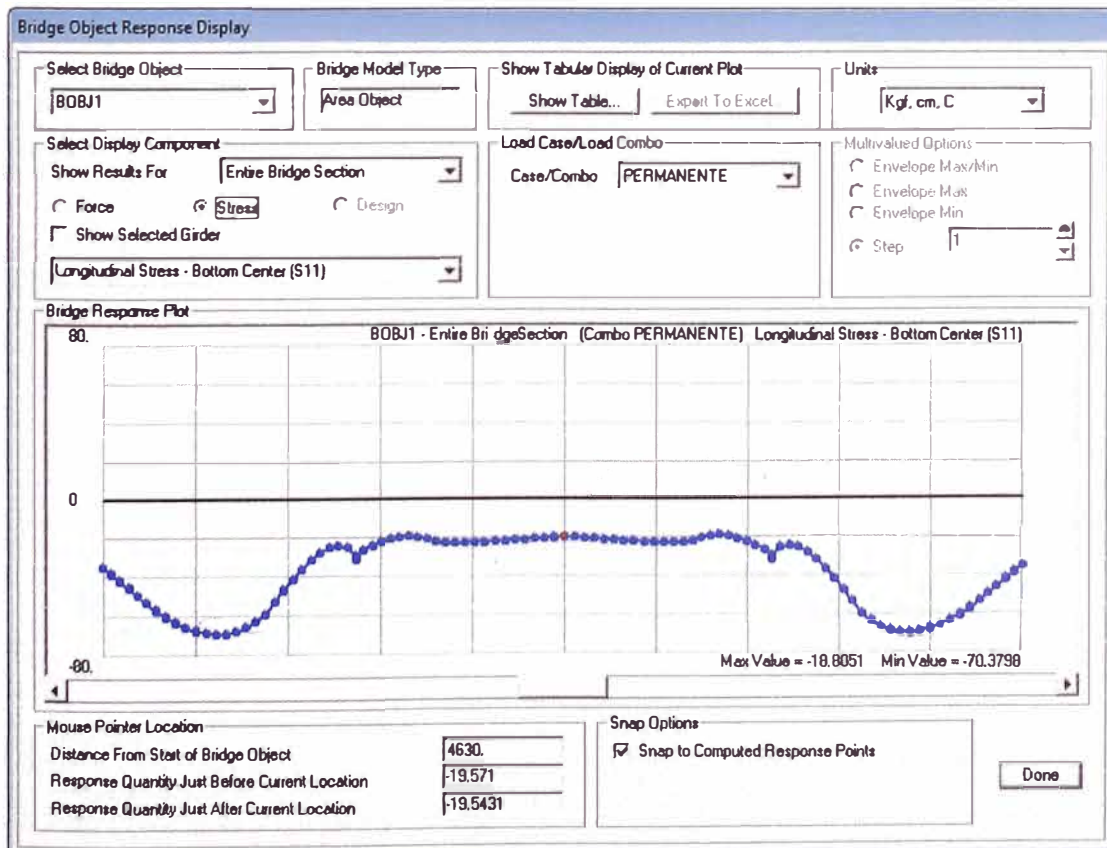 Bridge Object Response Display
Select Bridge Object
BOBJ1
Bridge Model Type
Area Object
Show Tabular Display of Current Plot
Show Table...
Export To Excel
Units
Kgf, cm, C
Select Display Component
Show Results For
Entire Bridge Section
Force
Stress
Design
Show Selected Girder
Longitudinal Stress - Bottom Center (S11)
Load Case/Load Combo
Case/Combo
PERMANENTE
Multivalued Options
Envelope Max/Min
Envelope Max
Envelope Min
Step
1
Bridge Response Plot
80.
BOBJ1 - Entire Bri dgeSection (Combo PERMANENTE) Longitudinal Stress - Bottom Center (S11)
0
-80.
Max Value = -18.8051 Min Value = -70.3798
Mouse Pointer Location
Distance From Start of Bridge Object
4630.
Response Quantity Just Before Current Location
-19.571
Response Quantity Just After Current Location
-19.5431
Snap Options
Snap to Computed Response Points
Done